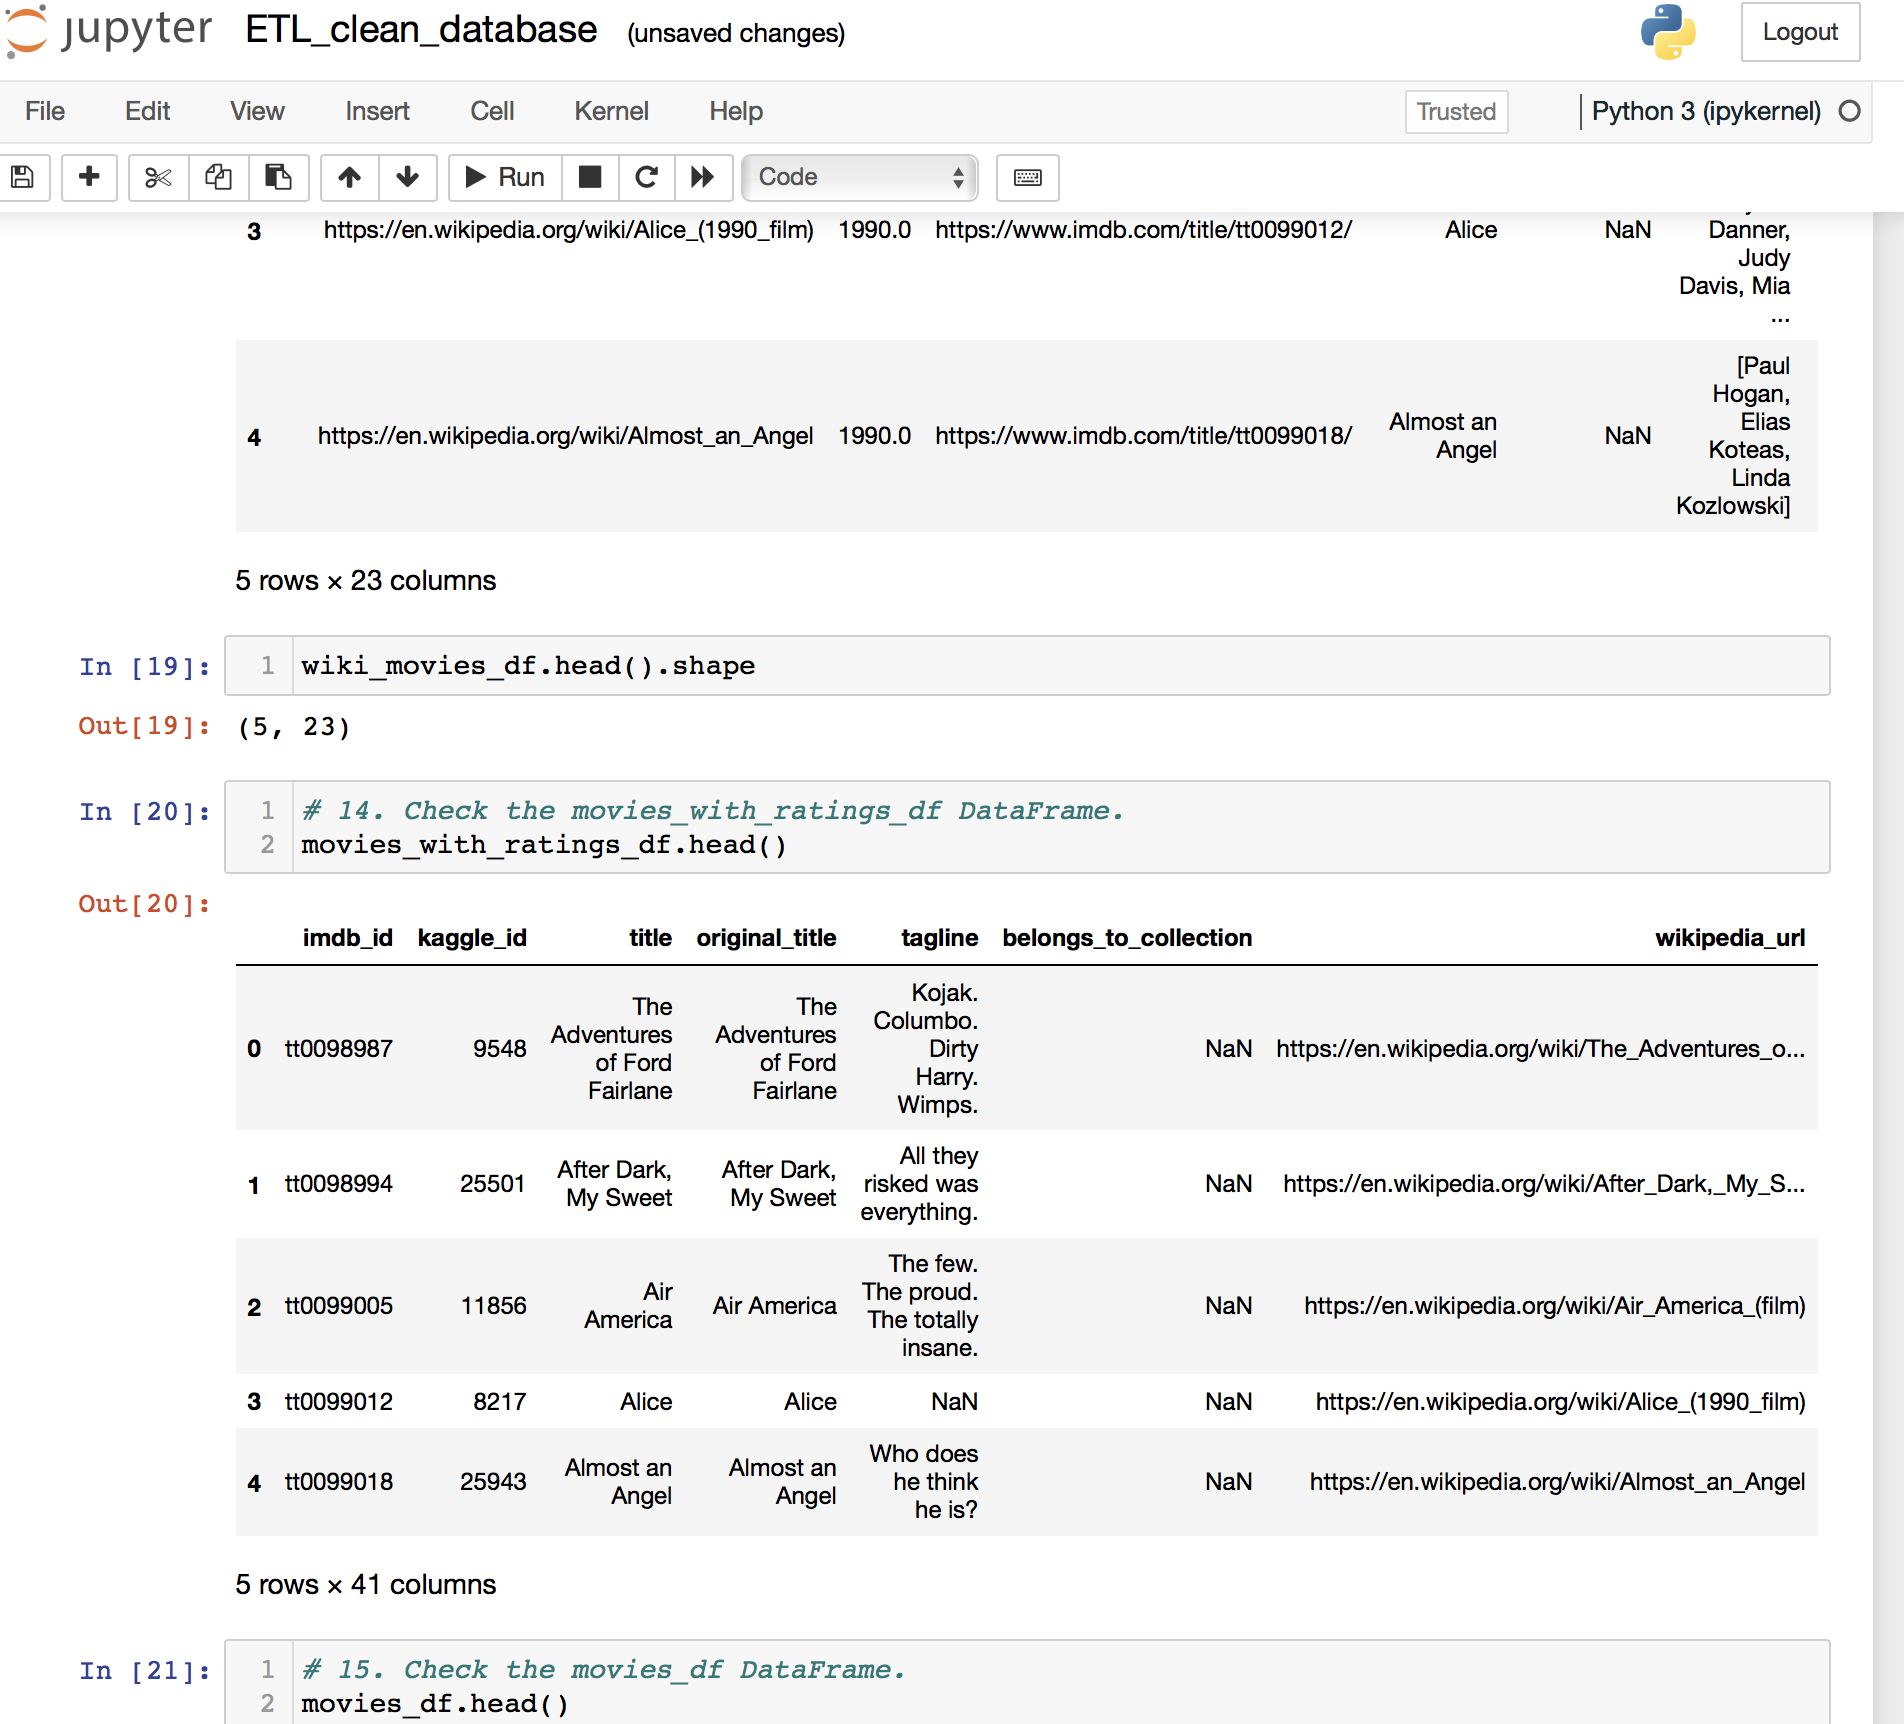 jupyter ETL_clean_database (unsaved changes) Logout
File Edit View Insert Cell Kernel Help Trusted Python 3 (ipykernel)
Run Code
3 https://en.wikipedia.org/wiki/Alice_(1990_film) 1990.0 https://www.imdb.com/title/tt0099012/ Alice NaN Danner,
Judy
Davis, Mia
...
[Paul
Hogan,
Elias
4 https://en.wikipedia.org/wiki/Almost_an_Angel 1990.0 https://www.imdb.com/title/tt0099018/ Almost an Angel NaN Koteas,
Linda
Kozlowski]
5 rows × 23 columns
In [19]: 1 wiki_movies_df.head().shape
Out[19]: (5, 23)
In [20]: 1 # 14. Check the movies_with_ratings_df DataFrame.
2 movies_with_ratings_df.head()
Out[20]:
imdb_id kaggle_id title original_title tagline belongs_to_collection wikipedia_url
0 tt0098987 9548 The Adventures of Ford Fairlane The Adventures of Ford Fairlane Kojak. Columbo. Dirty Harry. Wimps. NaN https://en.wikipedia.org/wiki/The_Adventures_o...
1 tt0098994 25501 After Dark, My Sweet After Dark, My Sweet All they risked was everything. NaN https://en.wikipedia.org/wiki/After_Dark,_My_S...
2 tt0099005 11856 Air America Air America The few. The proud. The totally insane. NaN https://en.wikipedia.org/wiki/Air_America_(film)
3 tt0099012 8217 Alice Alice NaN NaN https://en.wikipedia.org/wiki/Alice_(1990_film)
4 tt0099018 25943 Almost an Angel Almost an Angel Who does he think he is? NaN https://en.wikipedia.org/wiki/Almost_an_Angel
5 rows × 41 columns
In [21]: 1 # 15. Check the movies_df DataFrame.
2 movies_df.head()